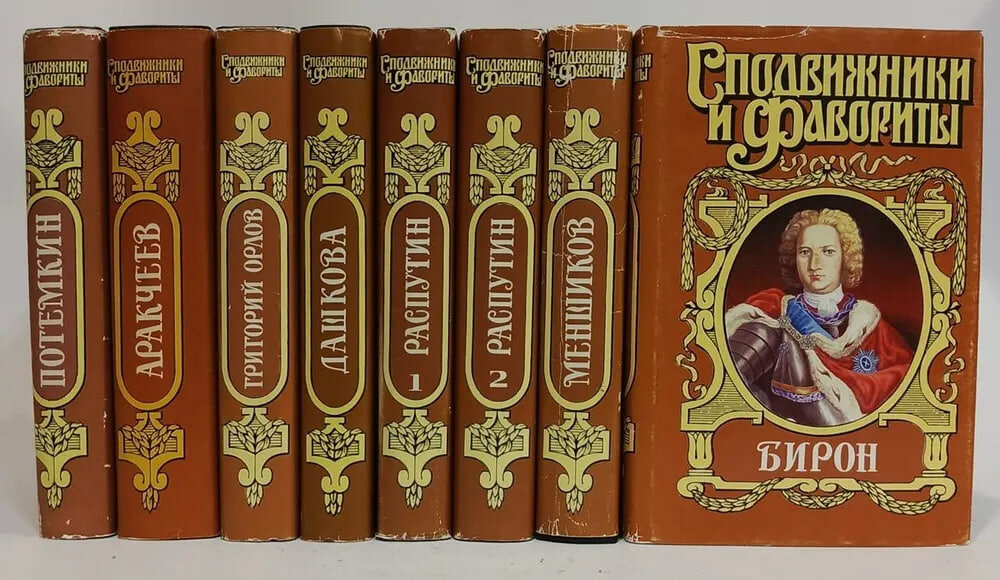 Сподвижники
и Фавориты
ПОТЕМКИН
Сподвижники
и Фавориты
АРАКЧЕЕВ
Сподвижники
и Фавориты
ГРИГОРИЙ ОРЛОВ
Сподвижники
и Фавориты
ДАШКОВА
Сподвижники
и Фавориты
РАСПУТИН
1
Сподвижники
и Фавориты
РАСПУТИН
2
Сподвижники
и Фавориты
МЕНШИКОВ
Сподвижники
и Фавориты
БИРОН